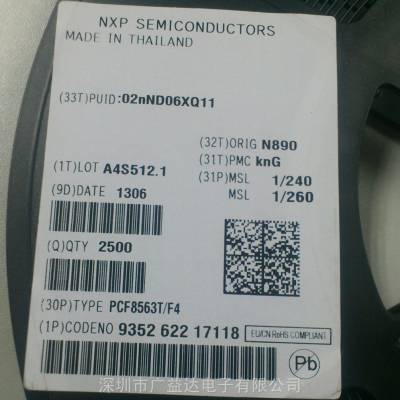 NXP SEMICONDUCTORS
MADE IN THAILAND
(33T)PUID:02nND06XQ11
(32T)ORIG N890
(31T)PMC knG
(1T)LOT A4S512.1
(31P)MSL 1/240
(9D)DATE 1306
MSL 1/260
(Q)QTY 2500
(30P)TYPE PCF8563T/F4
(1P)CODENO 9352 622 17118
EU/CN RoHS COMPLIANT
Pb
深圳市广益达电子有限公司